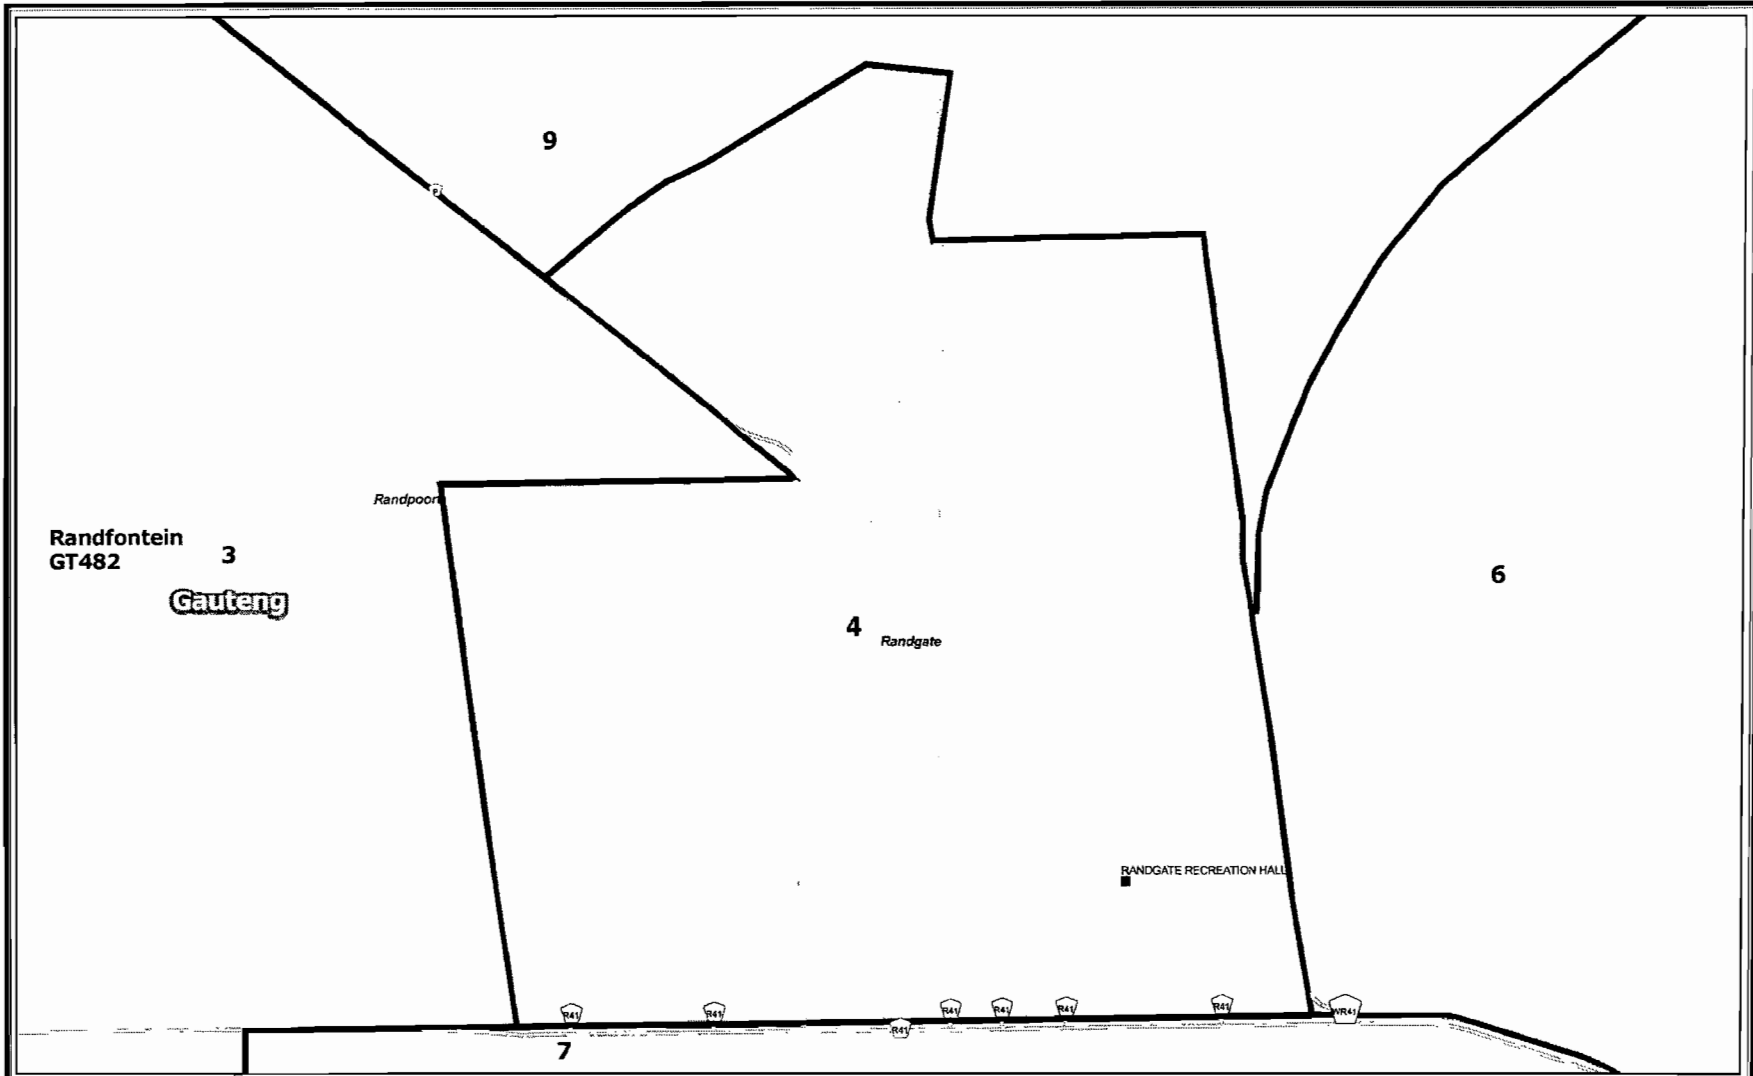 9
P
Randpoort
Randfontein
GT482
3
Gauteng
6
4
Randgate
RANDGATE RECREATION HALL
R41
R41
R41
R41
R41
R41
R41
WR41
7